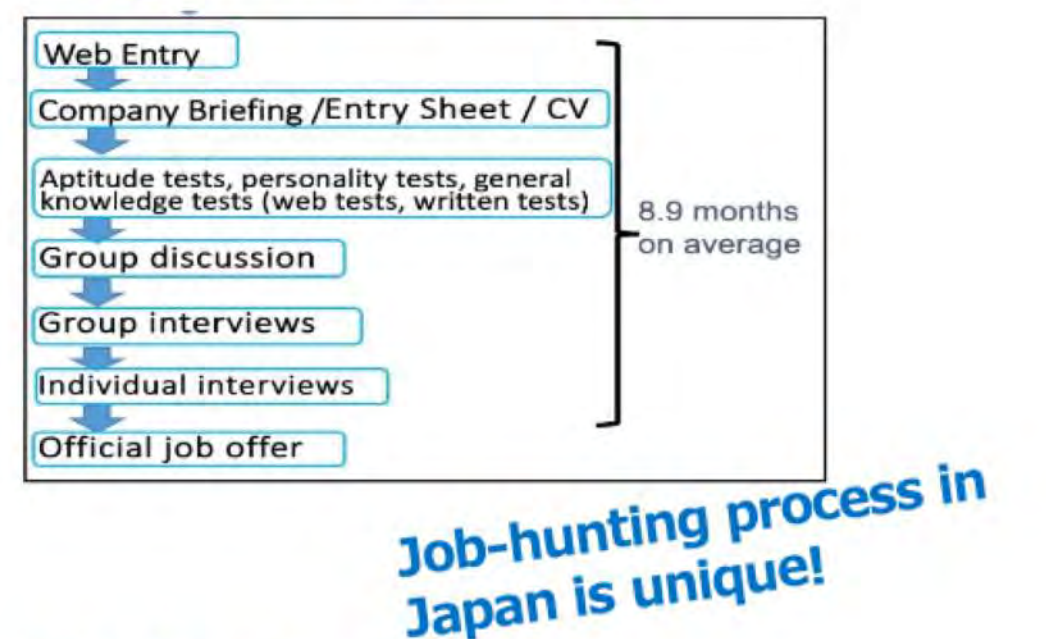 Web Entry
Company Briefing /Entry Sheet / CV
Aptitude tests, personality tests, general
knowledge tests (web tests, written tests)
Group discussion
Group interviews
Individual interviews
Official job offer
8.9 months
on average
Job-hunting process in
Japan is unique!